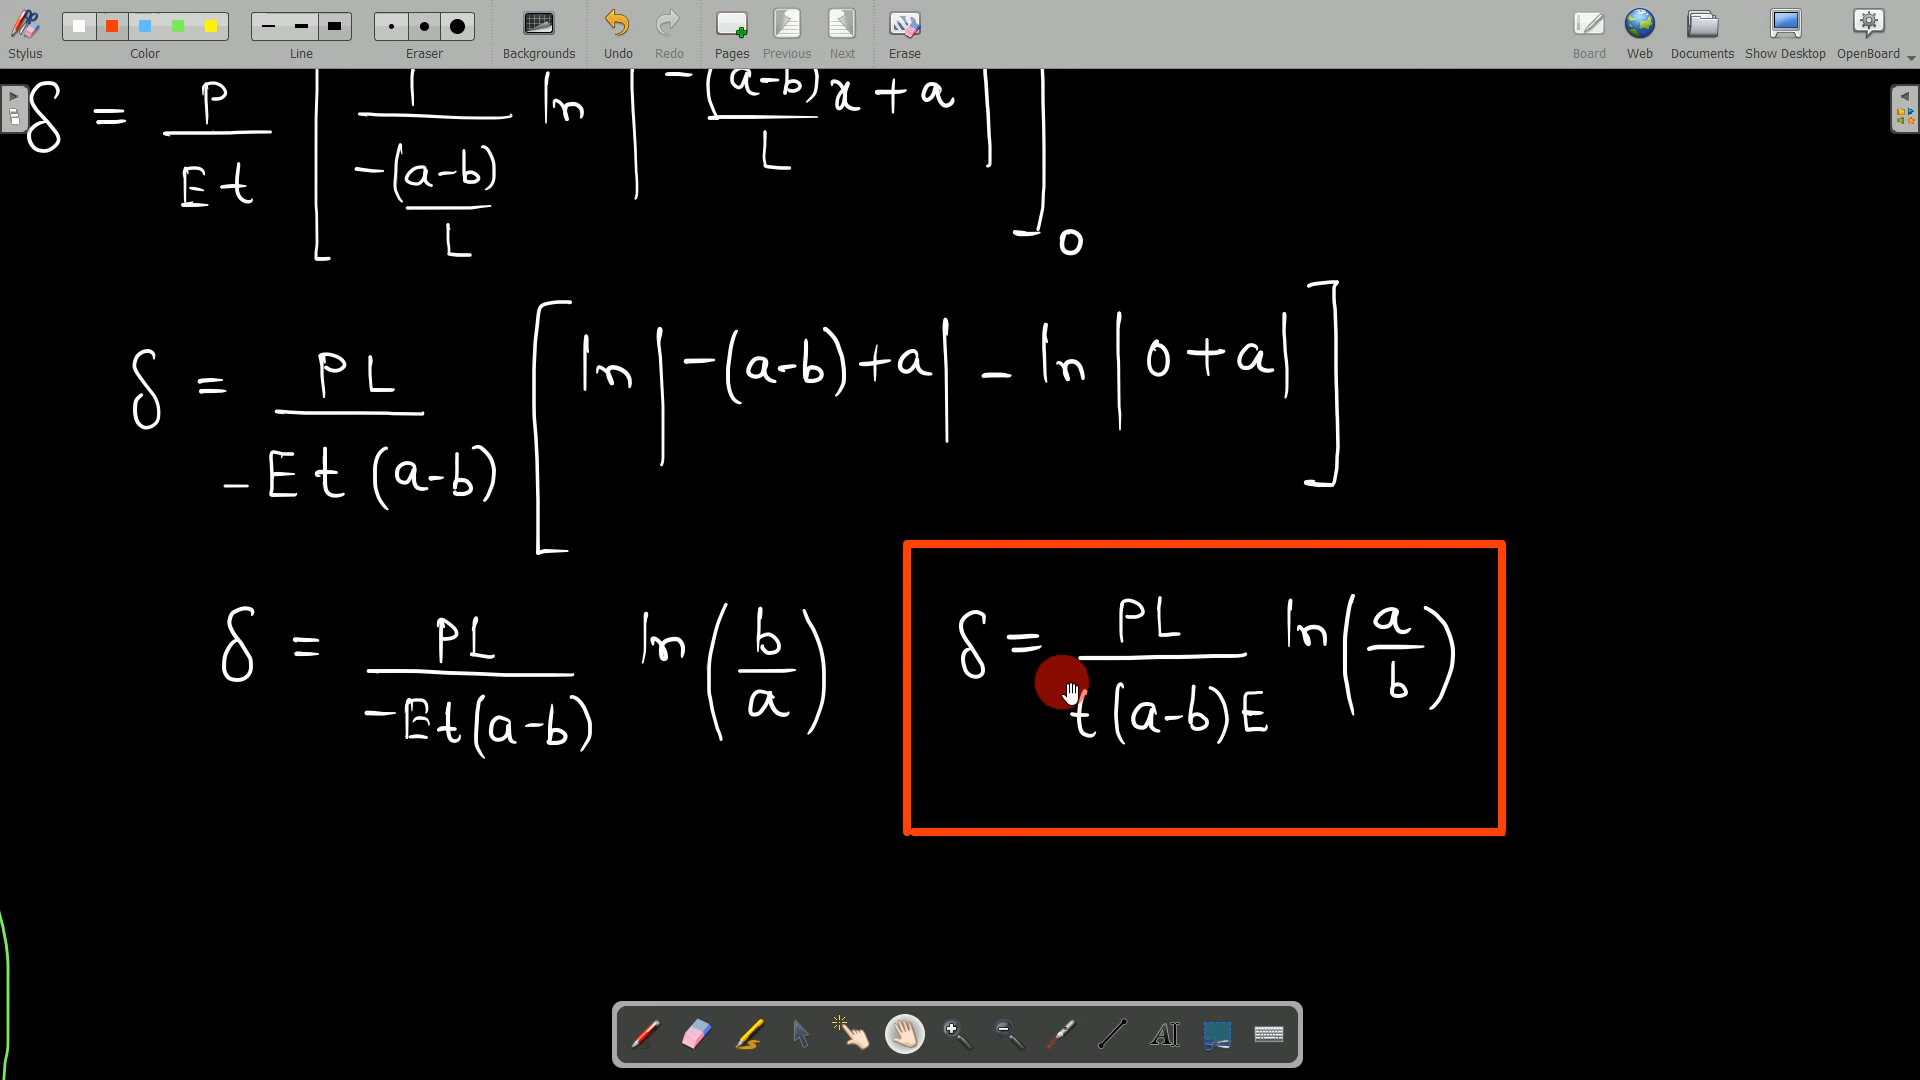 Stylus Color Line Eraser Backgrounds Undo Redo Pages Previous Next Erase Board Web Documents Show Desktop OpenBoard
δ = P / Et [ 1 / (-(a-b)/L) ln | -(a-b)/L x + a | ]0
δ = PL / -Et(a-b) [ ln | -(a-b)+a | - ln | 0+a | ]
δ = PL / -Et(a-b) ln (b/a) δ = PL / t(a-b)E ln (a/b)
AI